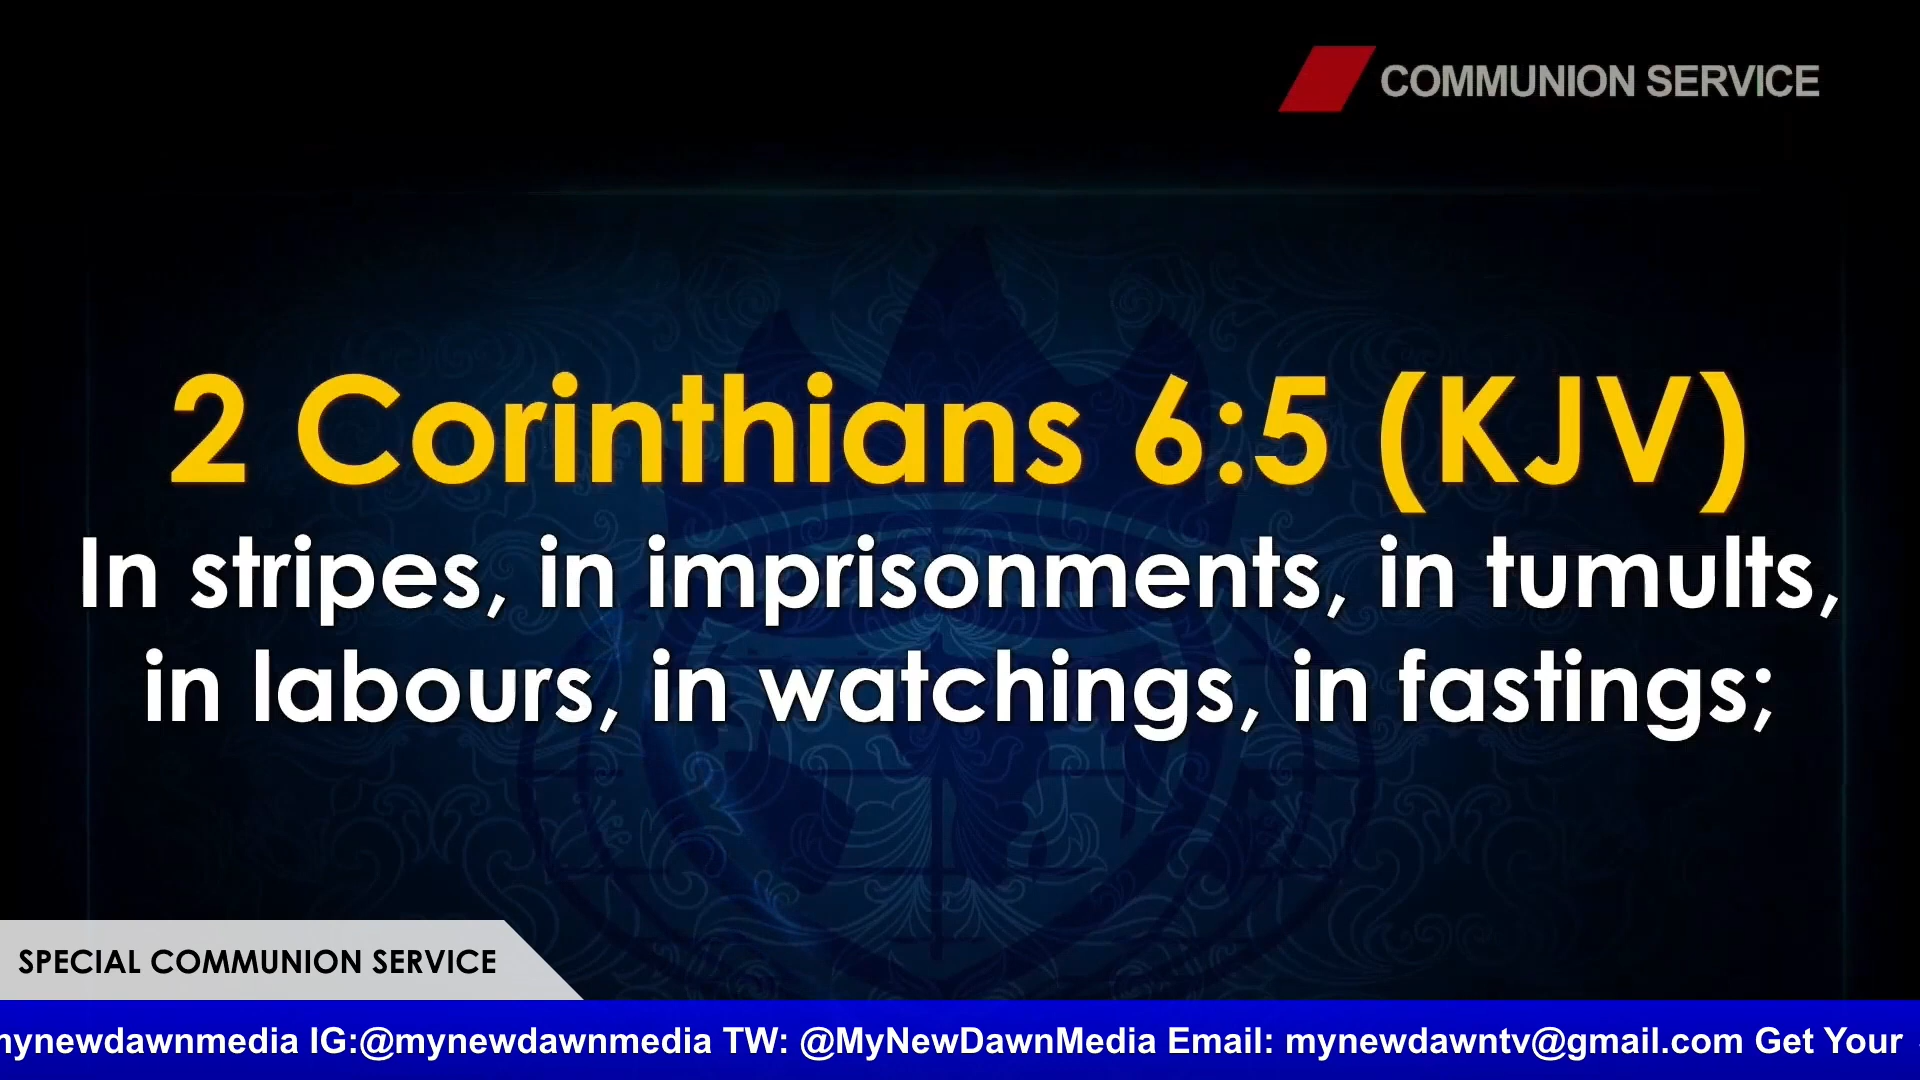 COMMUNION SERVICE
2 Corinthians 6:5 (KJV)
In stripes, in imprisonments, in tumults,
in labours, in watchings, in fastings;
SPECIAL COMMUNION SERVICE
mynewdawnmedia IG:@mynewdawnmedia TW: @MyNewDawnMedia Email: mynewdawntv@gmail.com Get Your